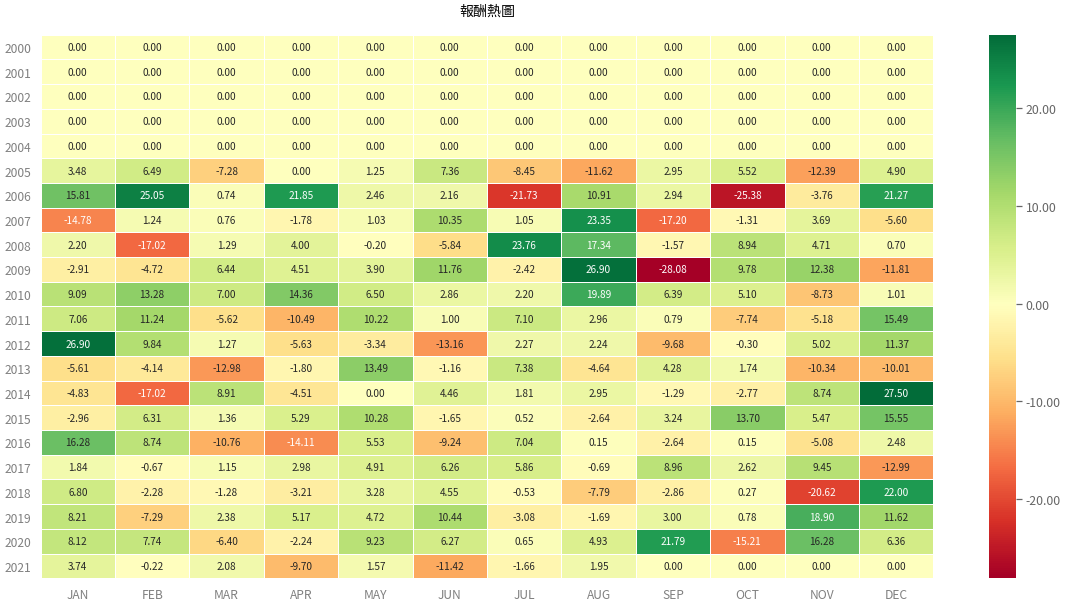 報酬熱圖
2000 0.00 0.00 0.00 0.00 0.00 0.00 0.00 0.00 0.00 0.00 0.00 0.00
2001 0.00 0.00 0.00 0.00 0.00 0.00 0.00 0.00 0.00 0.00 0.00 0.00
2002 0.00 0.00 0.00 0.00 0.00 0.00 0.00 0.00 0.00 0.00 0.00 0.00
2003 0.00 0.00 0.00 0.00 0.00 0.00 0.00 0.00 0.00 0.00 0.00 0.00
2004 0.00 0.00 0.00 0.00 0.00 0.00 0.00 0.00 0.00 0.00 0.00 0.00
2005 3.48 6.49 -7.28 0.00 1.25 7.36 -8.45 -11.62 2.95 5.52 -12.39 4.90
2006 15.81 25.05 0.74 21.85 2.46 2.16 -21.73 10.91 2.94 -25.38 -3.76 21.27
2007 -14.78 1.24 0.76 -1.78 1.03 10.35 1.05 23.35 -17.20 -1.31 3.69 -5.60
2008 2.20 -17.02 1.29 4.00 -0.20 -5.84 23.76 17.34 -1.57 8.94 4.71 0.70
2009 -2.91 -4.72 6.44 4.51 3.90 11.76 -2.42 26.90 -28.08 9.78 12.38 -11.81
2010 9.09 13.28 7.00 14.36 6.50 2.86 2.20 19.89 6.39 5.10 -8.73 1.01
2011 7.06 11.24 -5.62 -10.49 10.22 1.00 7.10 2.96 0.79 -7.74 -5.18 15.49
2012 26.90 9.84 1.27 -5.63 -3.34 -13.16 2.27 2.24 -9.68 -0.30 5.02 11.37
2013 -5.61 -4.14 -12.98 -1.80 13.49 -1.16 7.38 -4.64 4.28 1.74 -10.34 -10.01
2014 -4.83 -17.02 8.91 -4.51 0.00 4.46 1.81 2.95 -1.29 -2.77 8.74 27.50
2015 -2.96 6.31 1.36 5.29 10.28 -1.65 0.52 -2.64 3.24 13.70 5.47 15.55
2016 16.28 8.74 -10.76 -14.11 5.53 -9.24 7.04 0.15 -2.64 0.15 -5.08 2.48
2017 1.84 -0.67 1.15 2.98 4.91 6.26 5.86 -0.69 8.96 2.62 9.45 -12.99
2018 6.80 -2.28 -1.28 -3.21 3.28 4.55 -0.53 -7.79 -2.86 0.27 -20.62 22.00
2019 8.21 -7.29 2.38 5.17 4.72 10.44 -3.08 -1.69 3.00 0.78 18.90 11.62
2020 8.12 7.74 -6.40 -2.24 9.23 6.27 0.65 4.93 21.79 -15.21 16.28 6.36
2021 3.74 -0.22 2.08 -9.70 1.57 -11.42 -1.66 1.95 0.00 0.00 0.00 0.00
JAN FEB MAR APR MAY JUN JUL AUG SEP OCT NOV DEC
20.00
10.00
0.00
-10.00
-20.00